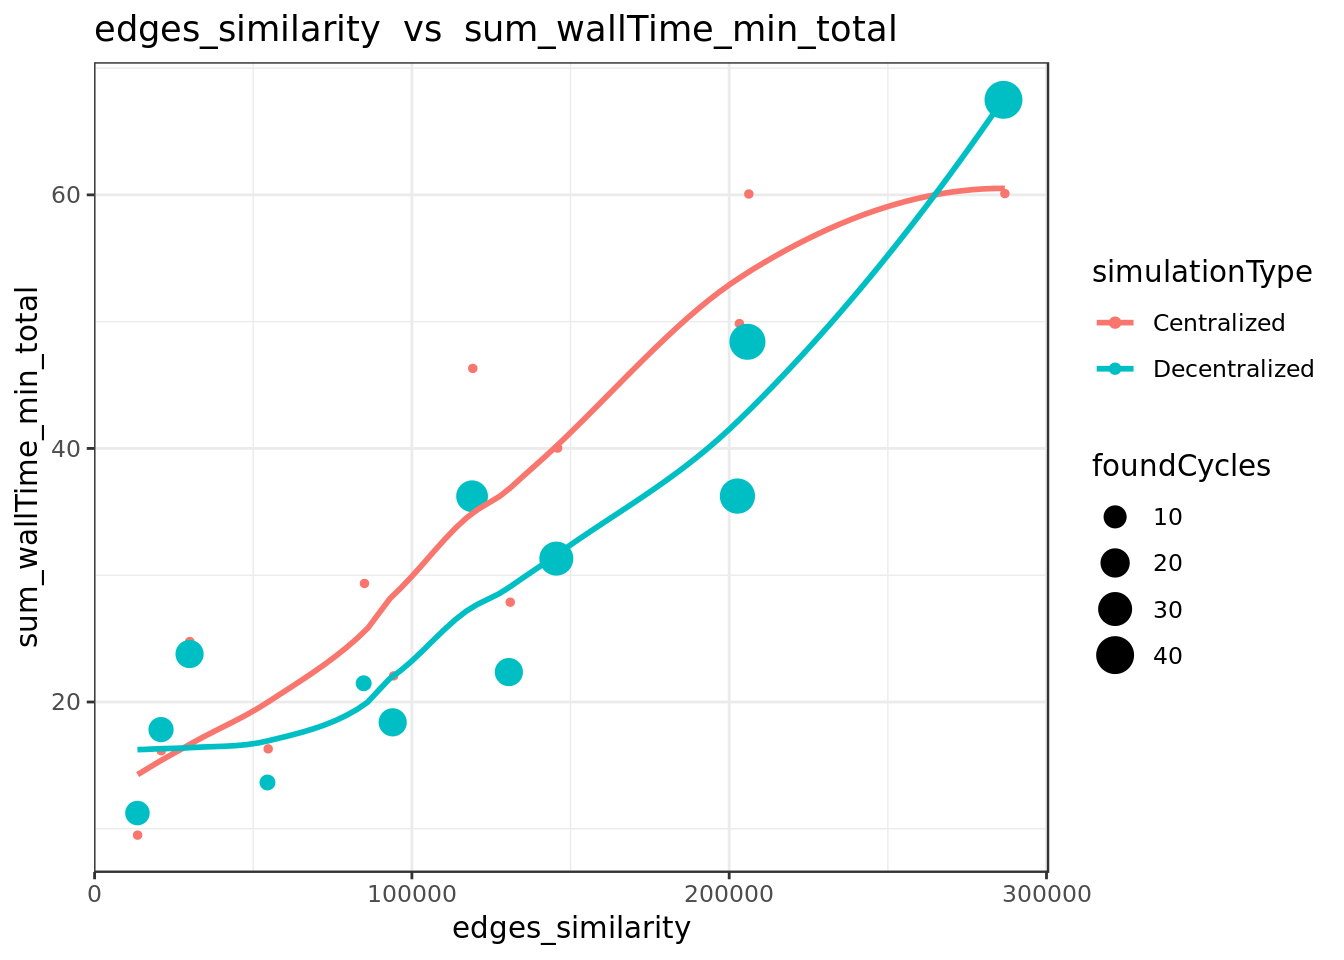 edges_similarity  vs  sum_wallTime_min_total
sum_wallTime_min_total
60
40
20
0
100000
200000
300000
edges_similarity
simulationType
Centralized
Decentralized
foundCycles
10
20
30
40